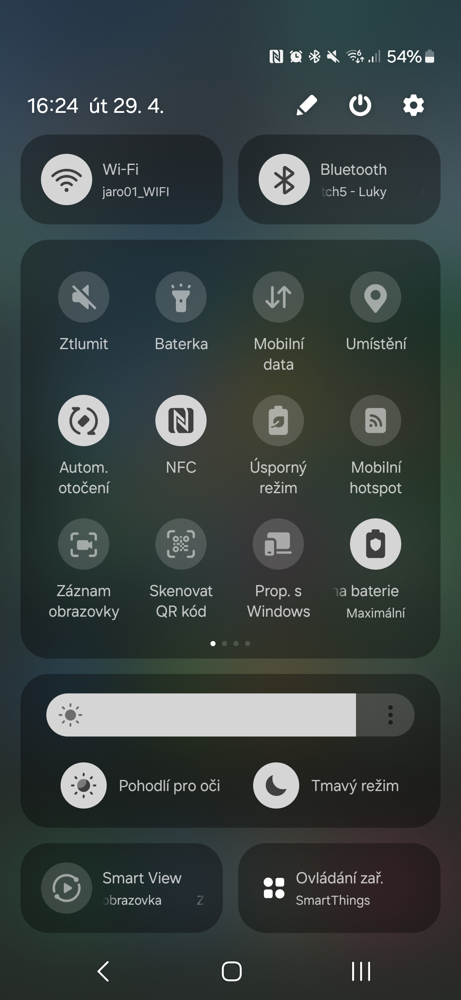 54%
16:24 út 29. 4.
Wi-Fi
jaro01_WIFI
Bluetooth
tch5 - Luky
Ztlumit
Baterka
Mobilní
data
Umístění
Autom.
otočení
NFC
Úsporný
režim
Mobilní
hotspot
Záznam
obrazovky
Skenovat
QR kód
Prop. s
Windows
na baterie
Maximální
Pohodlí pro oči
Tmavý režim
Smart View
obrazovka Z
Ovládání zař.
SmartThings